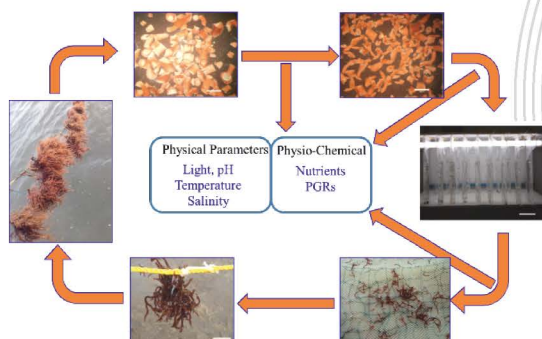 Physical Parameters
Light, pH
Temperature
Salinity
Physio-Chemical
Nutrients
PGRs